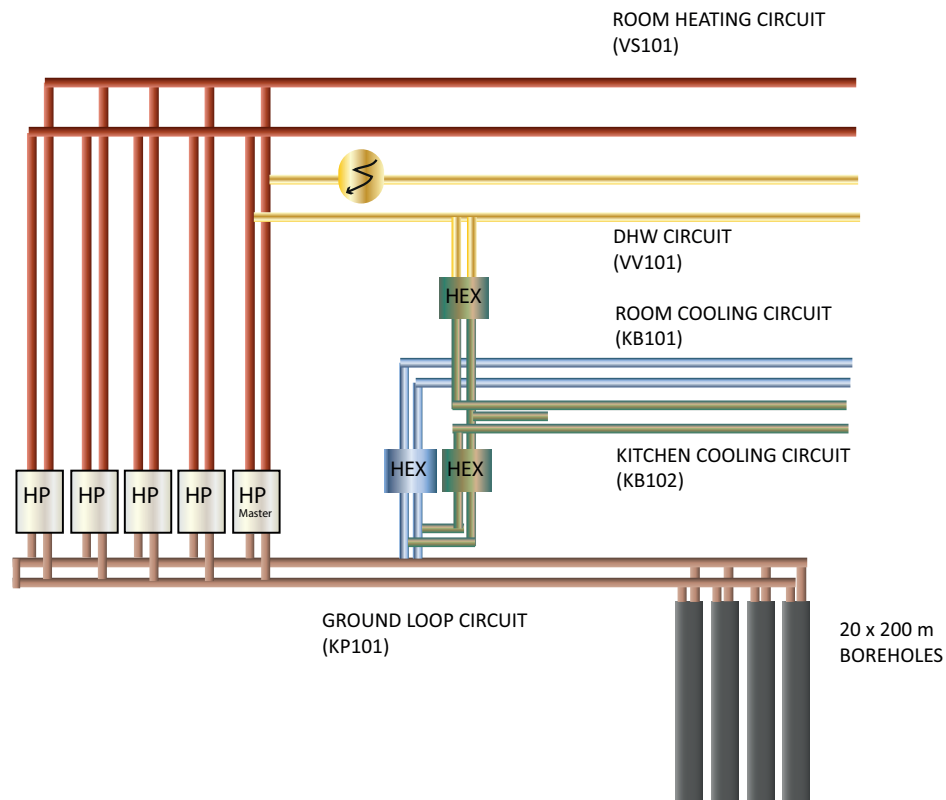 ROOM HEATING CIRCUIT
(VS101)
DHW CIRCUIT
(VV101)
HEX
ROOM COOLING CIRCUIT
(KB101)
HEX
HEX
KITCHEN COOLING CIRCUIT
(KB102)
HP
HP
HP
HP
HP
Master
GROUND LOOP CIRCUIT
(KP101)
20 x 200 m
BOREHOLES